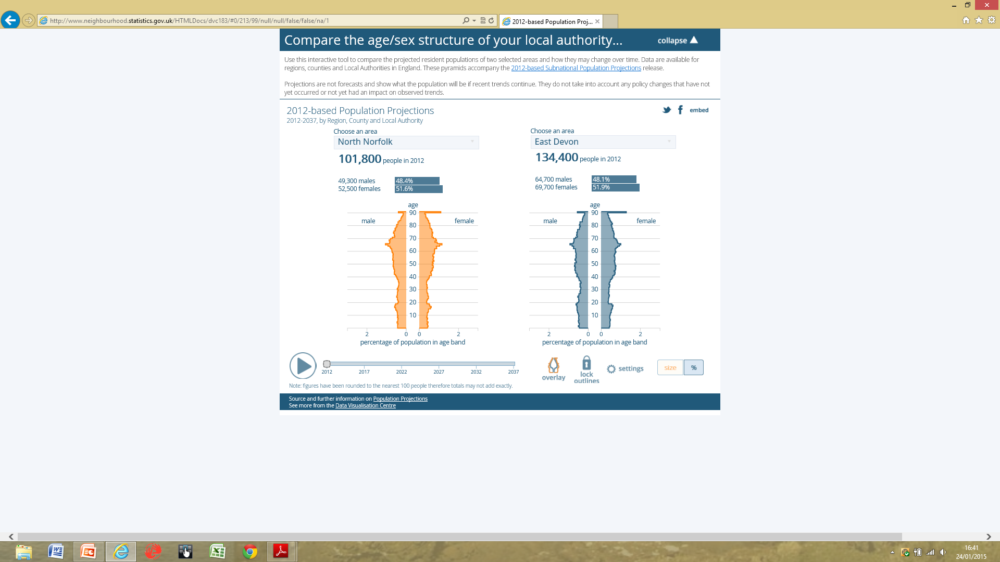 http://www.neighbourhood.statistics.gov.uk/HTMLDocs/dvc183/#0/213/99/null/null/false/false/na/1
2012-based Population Proj...
Compare the age/sex structure of your local authority...
collapse
Use this interactive tool to compare the projected resident populations of two selected areas and how they may change over time. Data are available for
regions, counties and Local Authorities in England. These pyramids accompany the 2012-based Subnational Population Projections release.
Projections are not forecasts and show what the population will be if recent trends continue. They do not take into account any policy changes that have not
yet occurred or not yet had an impact on observed trends.
2012-based Population Projections
embed
2012-2037, by Region, County and Local Authority
Choose an area
North Norfolk
101,800 people in 2012
49,300 males 48.4%
52,500 females 51.6%
age
male
female
90
80
70
60
50
40
30
20
10
2 0 0 2
percentage of population in age band
Choose an area
East Devon
134,400 people in 2012
64,700 males 48.1%
69,700 females 51.9%
age
male
female
90
80
70
60
50
40
30
20
10
2 0 0 2
percentage of population in age band
2012 2017 2022 2027 2032 2037
overlay
lock
outlines
settings
size %
Note: figures have been rounded to the nearest 100 people therefore totals may not add exactly.
Source and further information on Population Projections
See more from the Data Visualisation Centre
16:41
24/01/2015